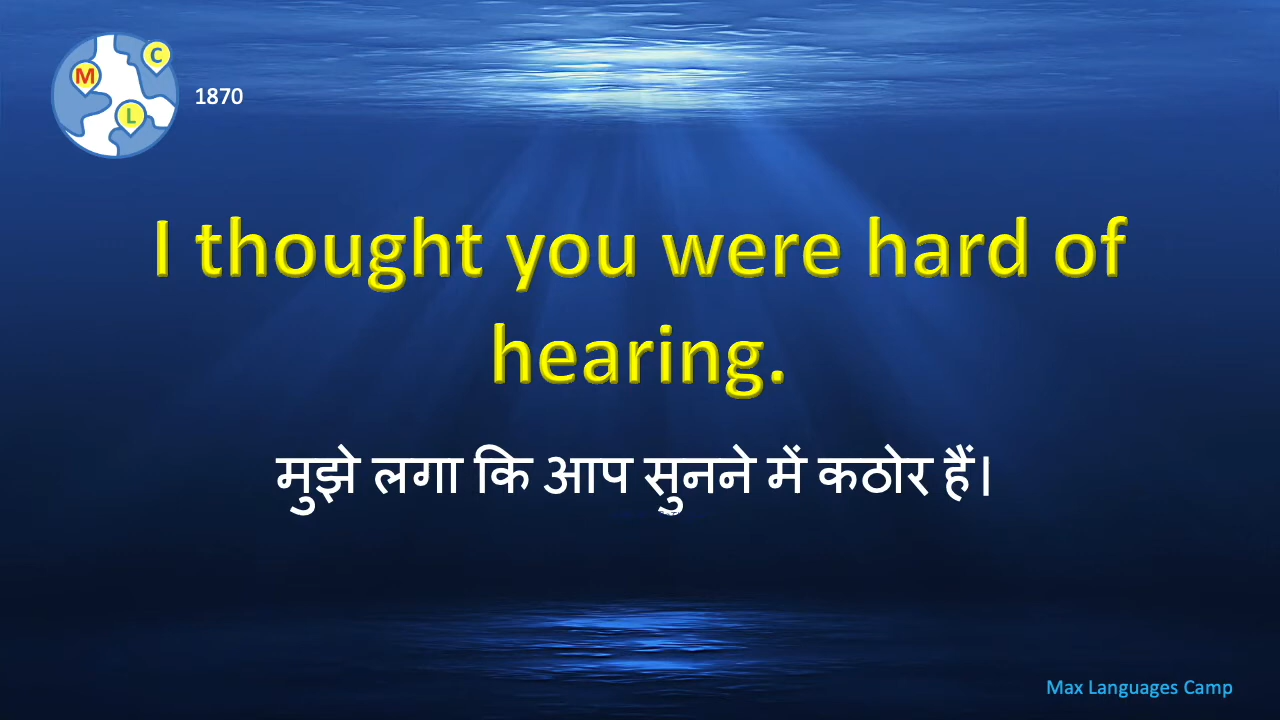 C
M
L
1870
I thought you were hard of
hearing.
मुझे लगा कि आप सुनने में कठोर हैं।
Max Languages Camp